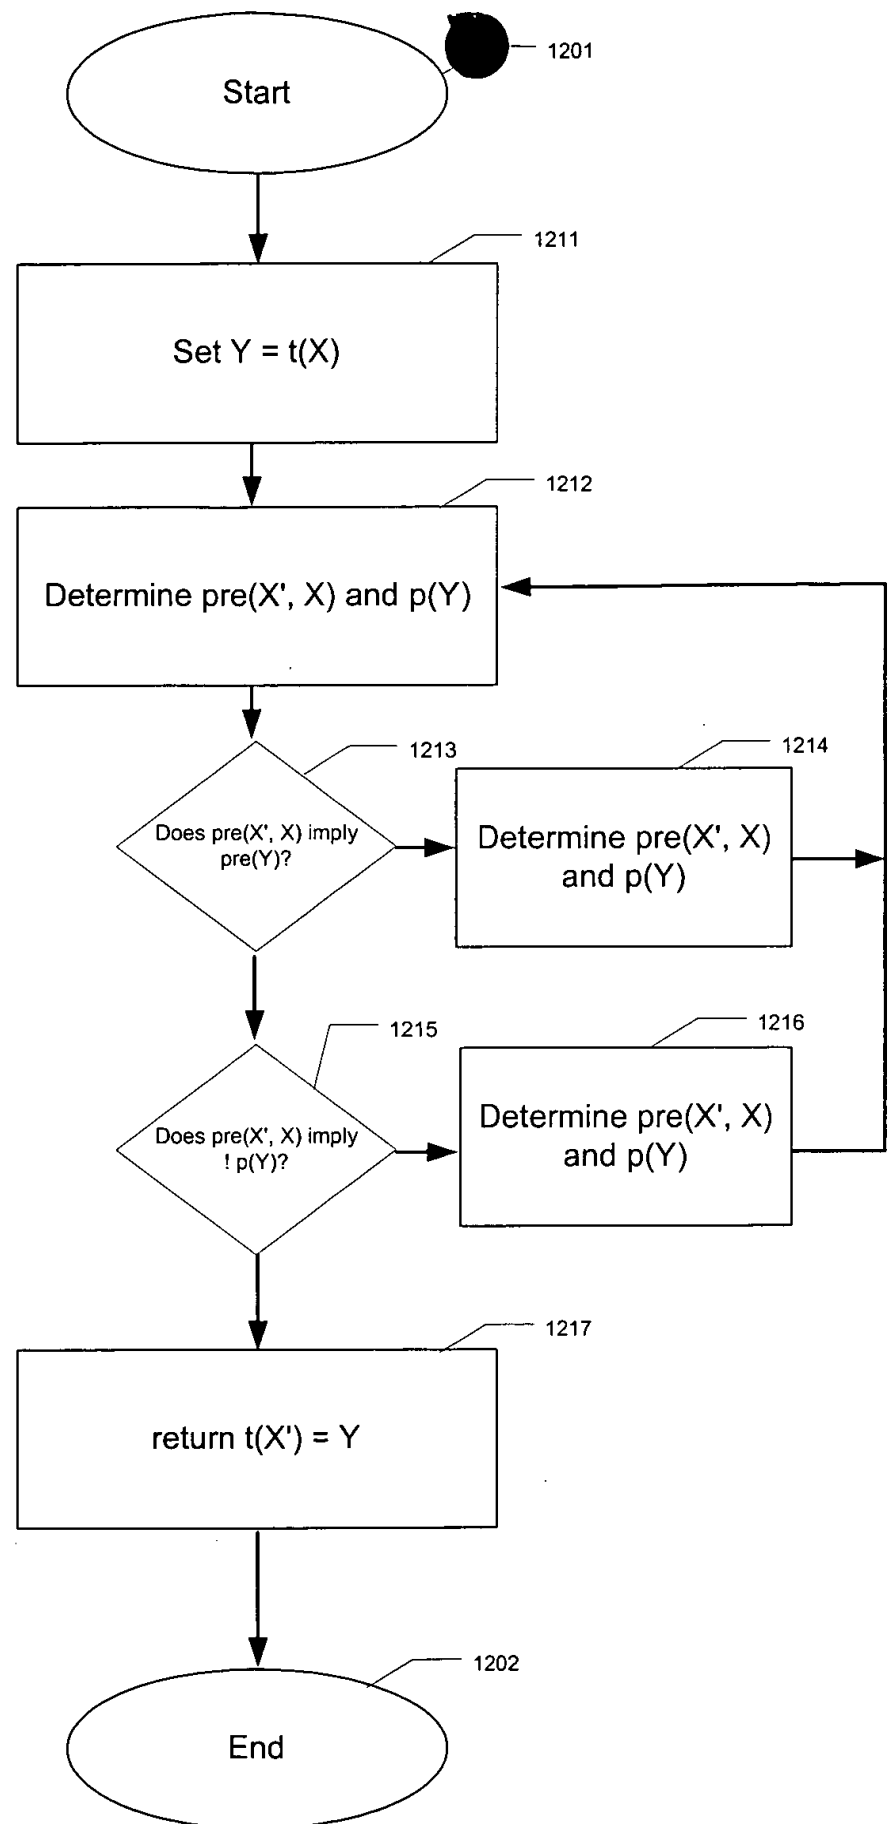 1201
Start
1211
Set Y = t(X)
1212
Determine pre(X', X) and p(Y)
1213
Does pre(X', X) imply
pre(Y)?
1214
Determine pre(X', X)
and p(Y)
1215
Does pre(X', X) imply
! p(Y)?
1216
Determine pre(X', X)
and p(Y)
1217
return t(X') = Y
1202
End